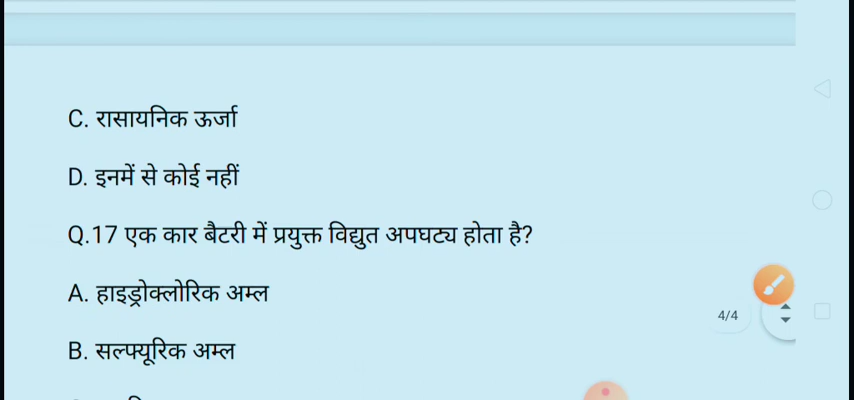 C. रासायनिक ऊर्जा
D. इनमें से कोई नहीं
Q.17 एक कार बैटरी में प्रयुक्त विद्युत अपघट्य होता है?
A. हाइड्रोक्लोरिक अम्ल
4/4
B. सल्फ्यूरिक अम्ल